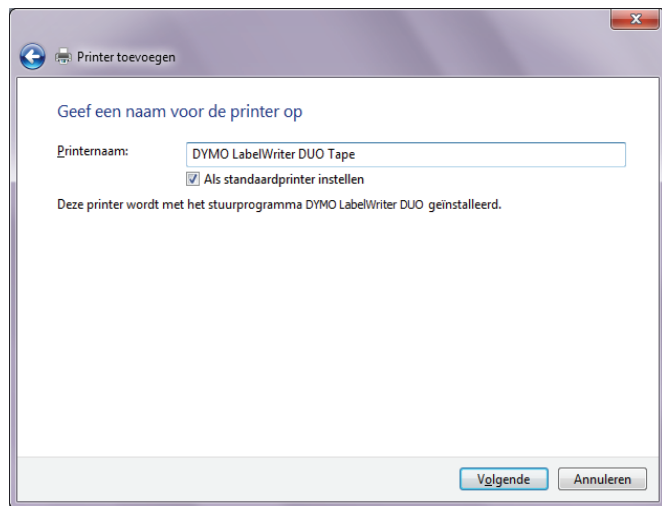 Printer toevoegen
Geef een naam voor de printer op
Printernaam:
DYMO LabelWriter DUO Tape
Als standaardprinter instellen
Deze printer wordt met het stuurprogramma DYMO LabelWriter DUO geïnstalleerd.
Volgende
Annuleren